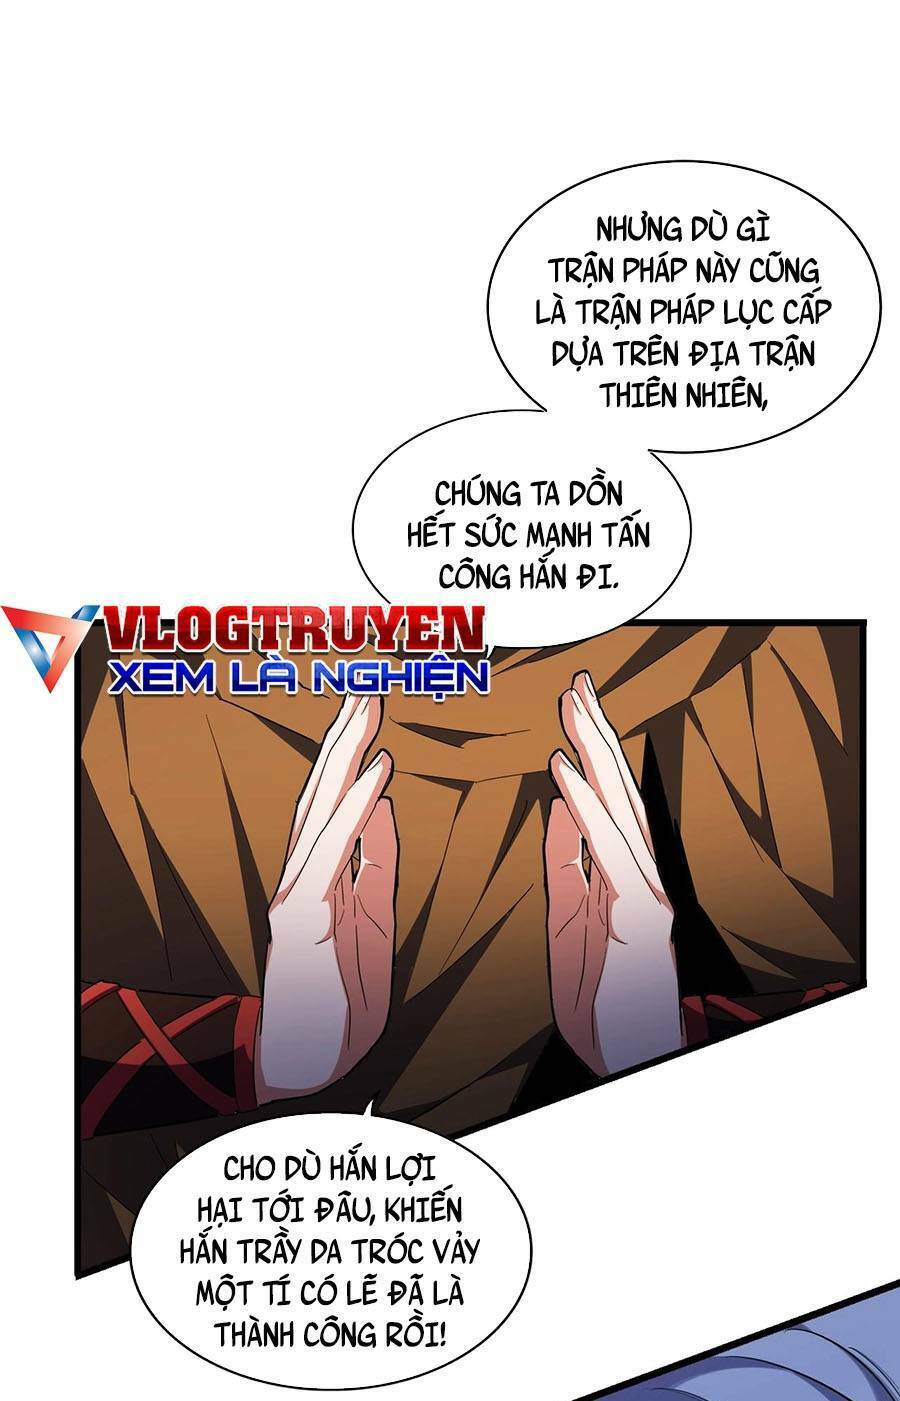 NHƯNG DÙ GÌ
TRẬN PHÁP NÀY CŨNG
LÀ TRẬN PHÁP LỤC CẤP
DỰA TRÊN ĐỊA TRẬN
THIÊN NHIÊN,
CHÚNG TA DỒN
HẾT SỨC MẠNH TẤN
CÔNG HẮN ĐI.
VLOGTRUYEN
XEM LÀ NGHIỆN
CHO DÙ HẮN LỢI
HẠI TỚI ĐÂU, KHIẾN
HẮN TRẦY DA TRÓC VẢY
MỘT TÍ CÓ LẼ ĐÃ LÀ
THÀNH CÔNG RỒI!